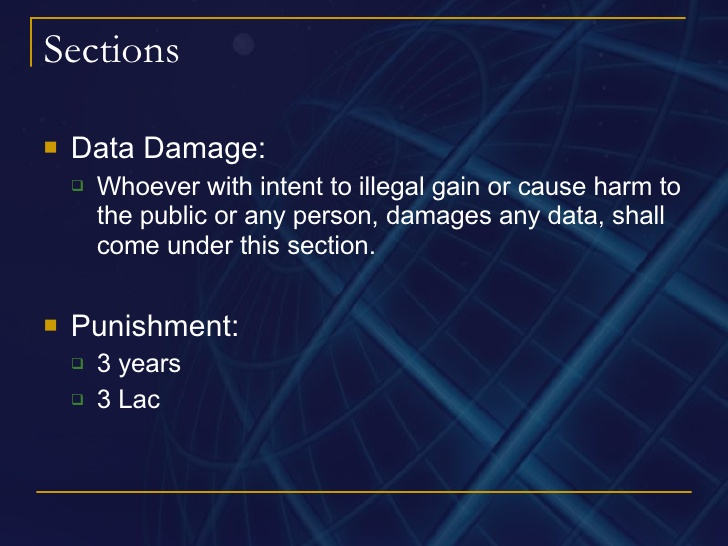 Sections
Data Damage:
Whoever with intent to illegal gain or cause harm to
the public or any person, damages any data, shall
come under this section.
Punishment:
3 years
3 Lac